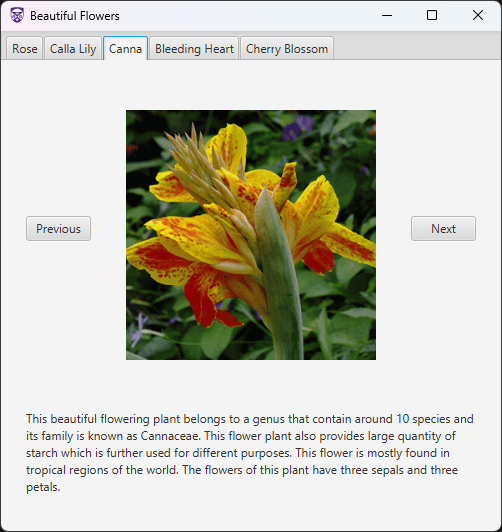 Beautiful Flowers
Rose Calla Lily Canna Bleeding Heart Cherry Blossom
Previous Next
This beautiful flowering plant belongs to a genus that contain around 10 species and
its family is known as Cannaceae. This flower plant also provides large quantity of
starch which is further used for different purposes. This flower is mostly found in
tropical regions of the world. The flowers of this plant have three sepals and three
petals.